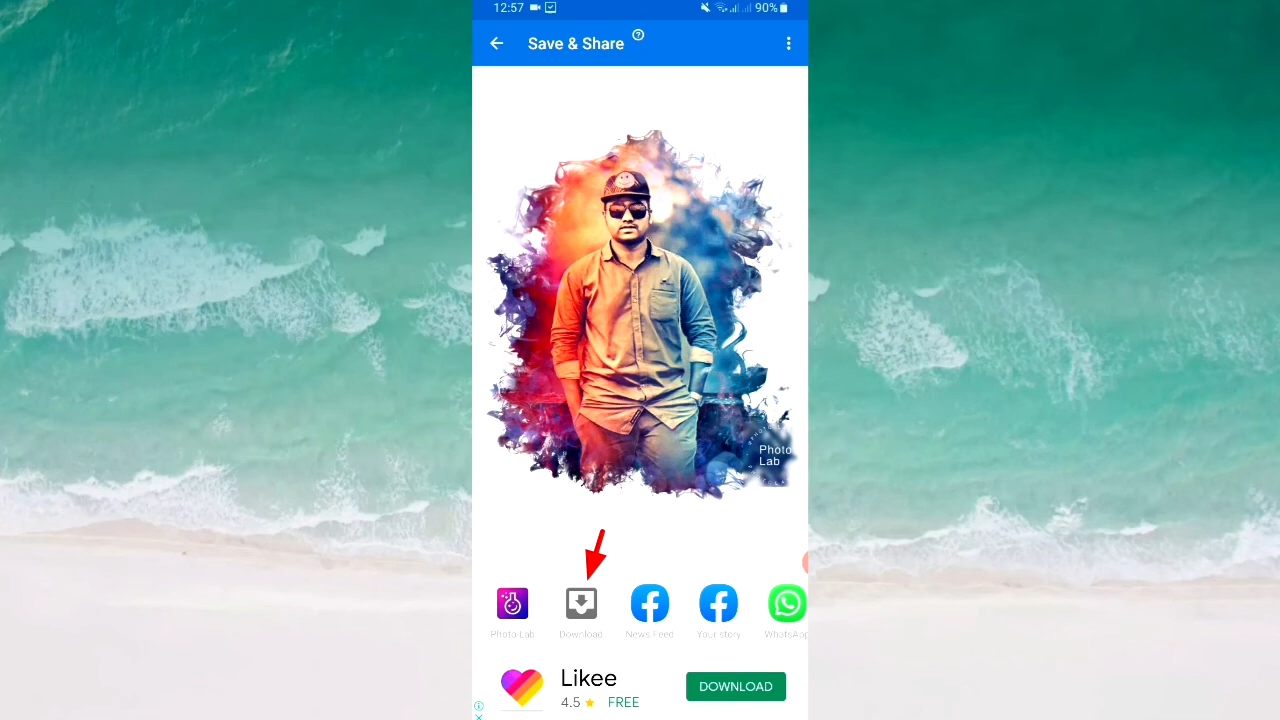 12:57
90%
Save & Share
Photo
Lab
Photo Lab
Download
News Feed
Your story
WhatsApp
Likee
4.5 FREE
DOWNLOAD